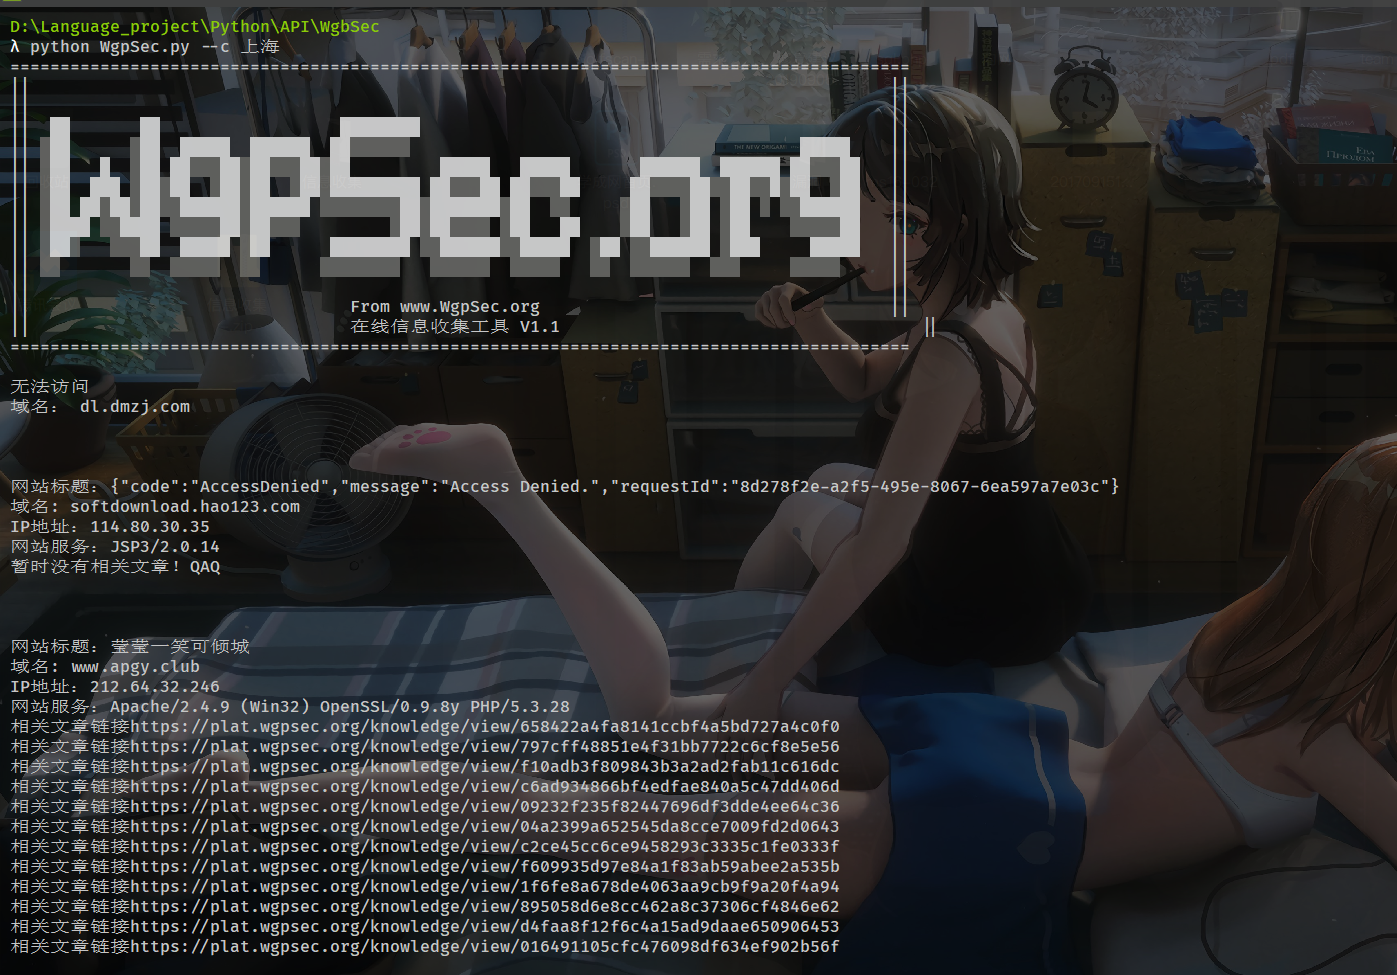 D:\Language_project\Python\API\WgbSec
λ python WgpSec.py --c 上海
==========================================================================================
WgpSec.org
From www.WgpSec.org
在线信息收集工具 V1.1
==========================================================================================
无法访问
域名: dl.dmzj.com
网站标题: {"code":"AccessDenied","message":"Access Denied.","requestId":"8d278f2e-a2f5-495e-8067-6ea597a7e03c"}
域名: softdownload.hao123.com
IP地址: 114.80.30.35
网站服务: JSP3/2.0.14
暂时没有相关文章! QAQ
网站标题: 莹莹一笑可倾城
域名: www.apgy.club
IP地址: 212.64.32.246
网站服务: Apache/2.4.9 (Win32) OpenSSL/0.9.8y PHP/5.3.28
相关文章链接https://plat.wgpsec.org/knowledge/view/658422a4fa8141ccbf4a5bd727a4c0f0
相关文章链接https://plat.wgpsec.org/knowledge/view/797cff48851e4f31bb7722c6cf8e5e56
相关文章链接https://plat.wgpsec.org/knowledge/view/f10adb3f809843b3a2ad2fab11c616dc
相关文章链接https://plat.wgpsec.org/knowledge/view/c6ad934866bf4edfae840a5c47dd406d
相关文章链接https://plat.wgpsec.org/knowledge/view/09232f235f82447696df3dde4ee64c36
相关文章链接https://plat.wgpsec.org/knowledge/view/04a2399a652545da8cce7009fd2d0643
相关文章链接https://plat.wgpsec.org/knowledge/view/c2ce45cc6ce9458293c3335c1fe0333f
相关文章链接https://plat.wgpsec.org/knowledge/view/f609935d97e84a1f83ab59abee2a535b
相关文章链接https://plat.wgpsec.org/knowledge/view/1f6fe8a678de4063aa9cb9f9a20f4a94
相关文章链接https://plat.wgpsec.org/knowledge/view/895058d6e8cc462a8c37306cf4846e62
相关文章链接https://plat.wgpsec.org/knowledge/view/d4faa8f12f6c4a15ad9daae650906453
相关文章链接https://plat.wgpsec.org/knowledge/view/016491105cfc476098df634ef902b56f
THE NEW ORIGAMI